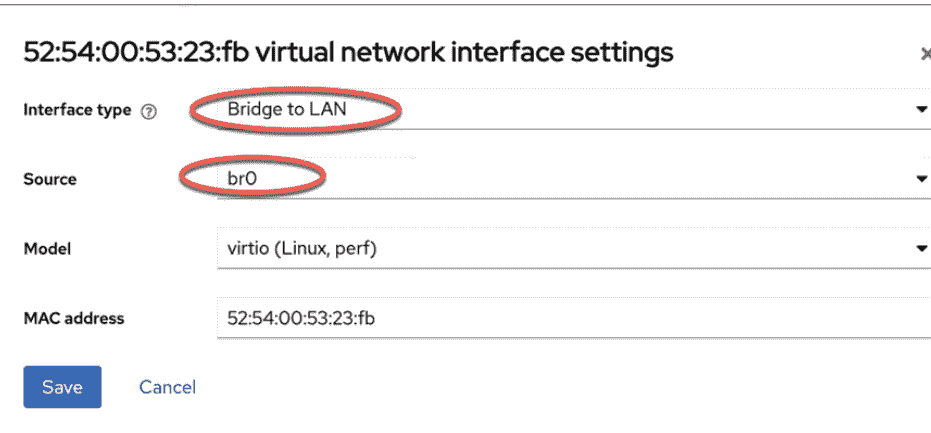 52:54:00:53:23:fb virtual network interface settings
Interface type
Bridge to LAN
Source
br0
Model
virtio (Linux, perf)
MAC address
52:54:00:53:23:fb
Save Cancel